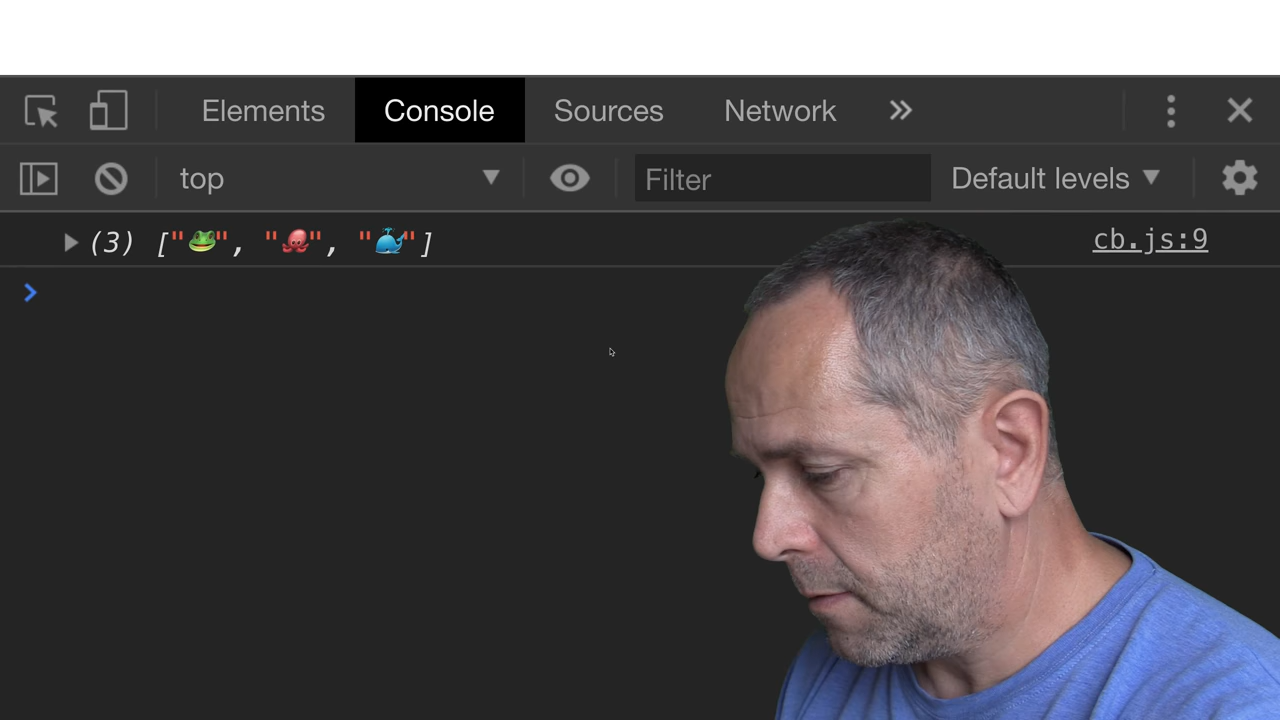 Elements Console Sources Network
top Filter Default levels
(3) ["🐸", "🐙", "🐳"] cb.js:9